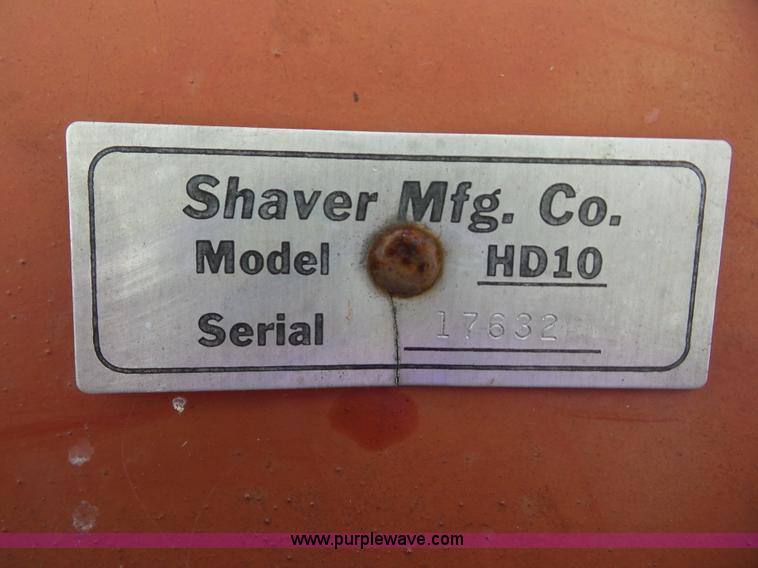 Shaver Mfg. Co.
Model HD10
Serial 17632
www.purplewave.com